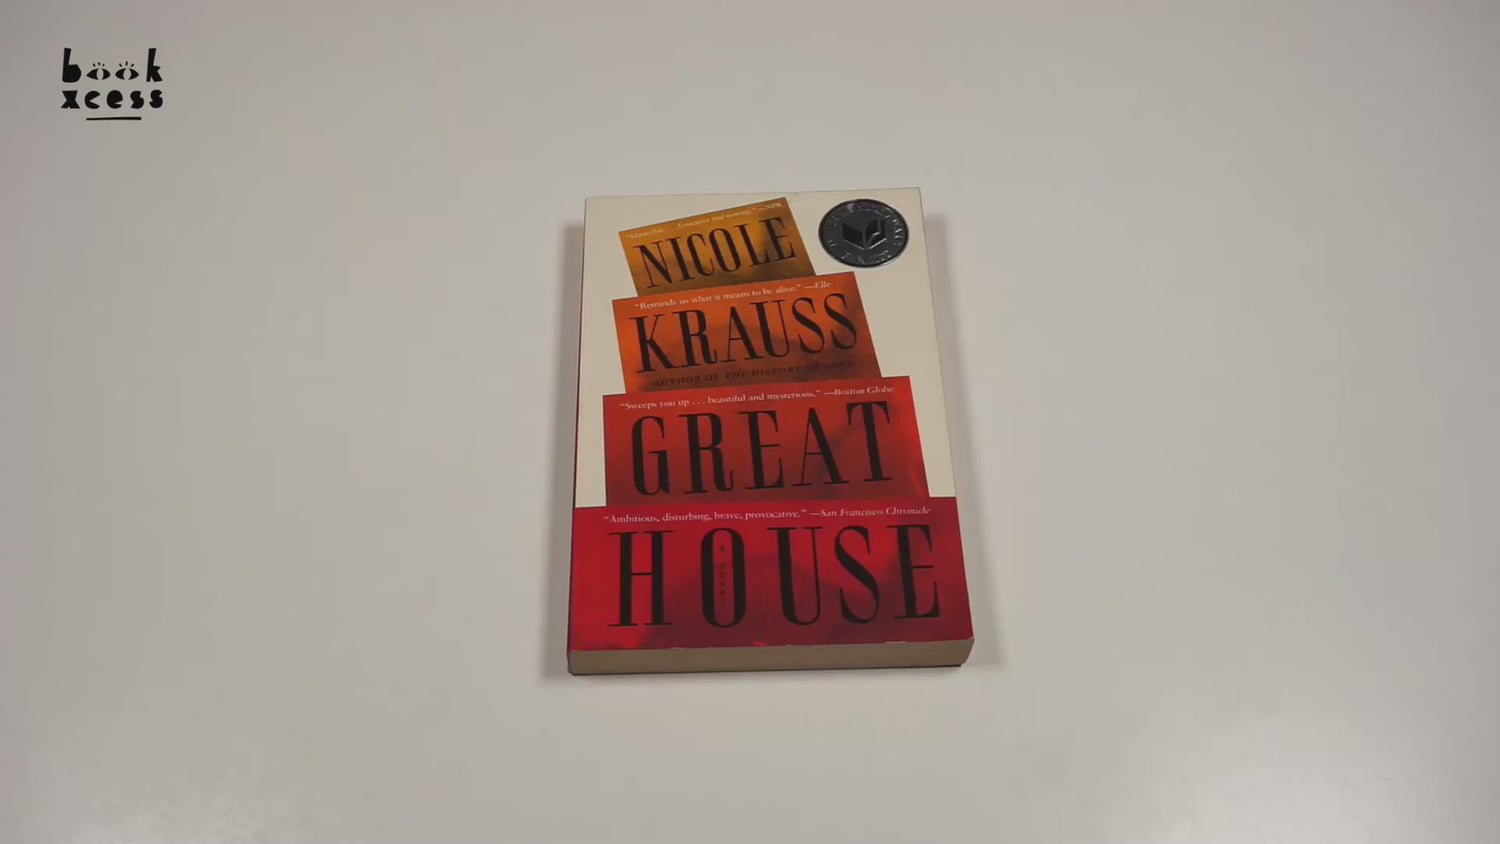 book
xcess
"Masterful. . . . Evocative and moving." —NPR
NICOLE
"Reminds us what it means to be alive." —Elle
KRAUSS
AUTHOR OF THE HISTORY OF LOVE
"Sweeps you up . . . beautiful and mysterious." —Boston Globe
GREAT
"Ambitious, disturbing, brave, provocative." —San Francisco Chronicle
HOUSE
A NOVEL